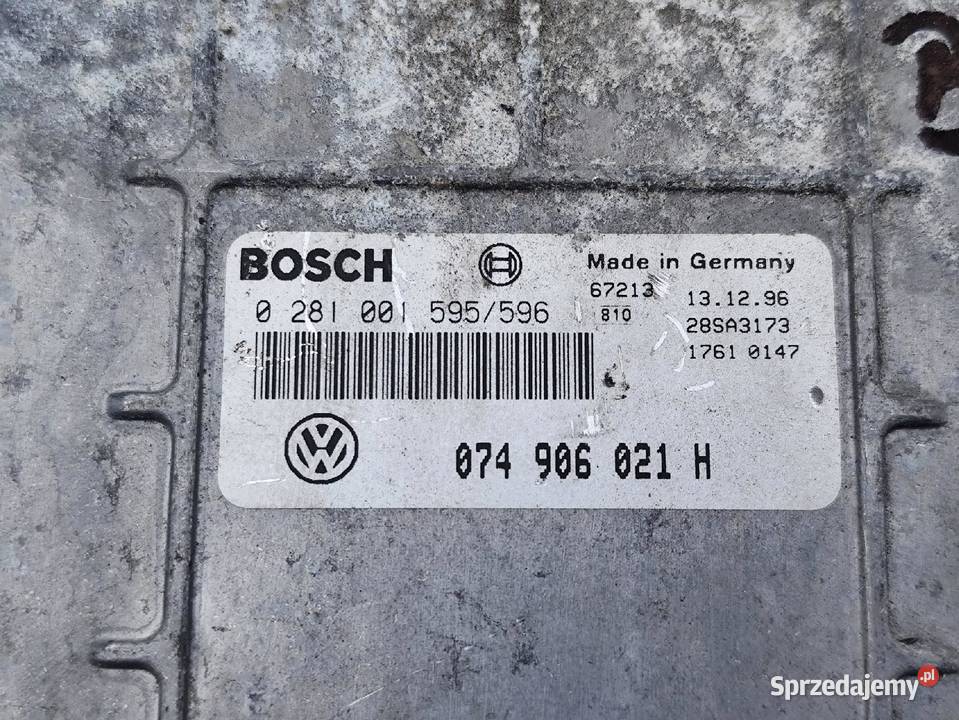 BOSCH
Made in Germany
0 281 001 595/596
67213
810
13.12.96
28SA3173
1761 0147
VW
074 906 021 H
Sprzedajemy.pl